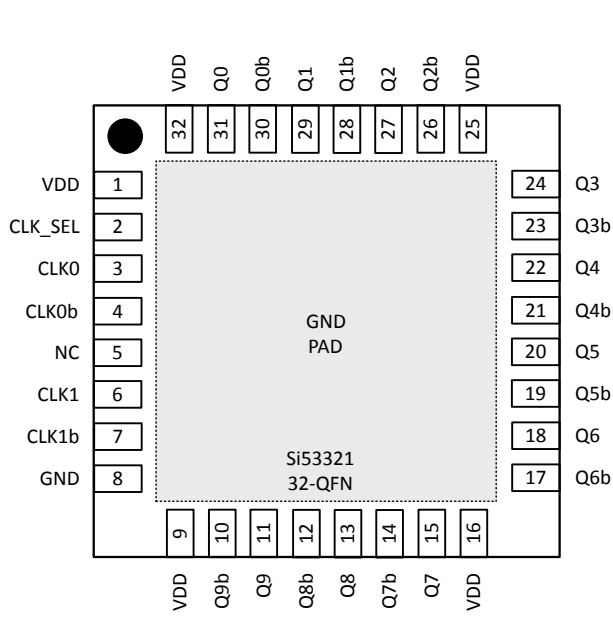 VDD Q0 Q0b Q1 Q1b Q2 Q2b VDD
32 31 30 29 28 27 26 25
VDD 1 24 Q3
CLK_SEL 2 23 Q3b
CLK0 3 22 Q4
CLK0b 4 21 Q4b
GND
PAD
NC 5 20 Q5
CLK1 6 19 Q5b
CLK1b 7 18 Q6
GND 8 17 Q6b
Si53321
32-QFN
9 10 11 12 13 14 15 16
VDD Q9b Q9 Q8b Q8 Q7b Q7 VDD